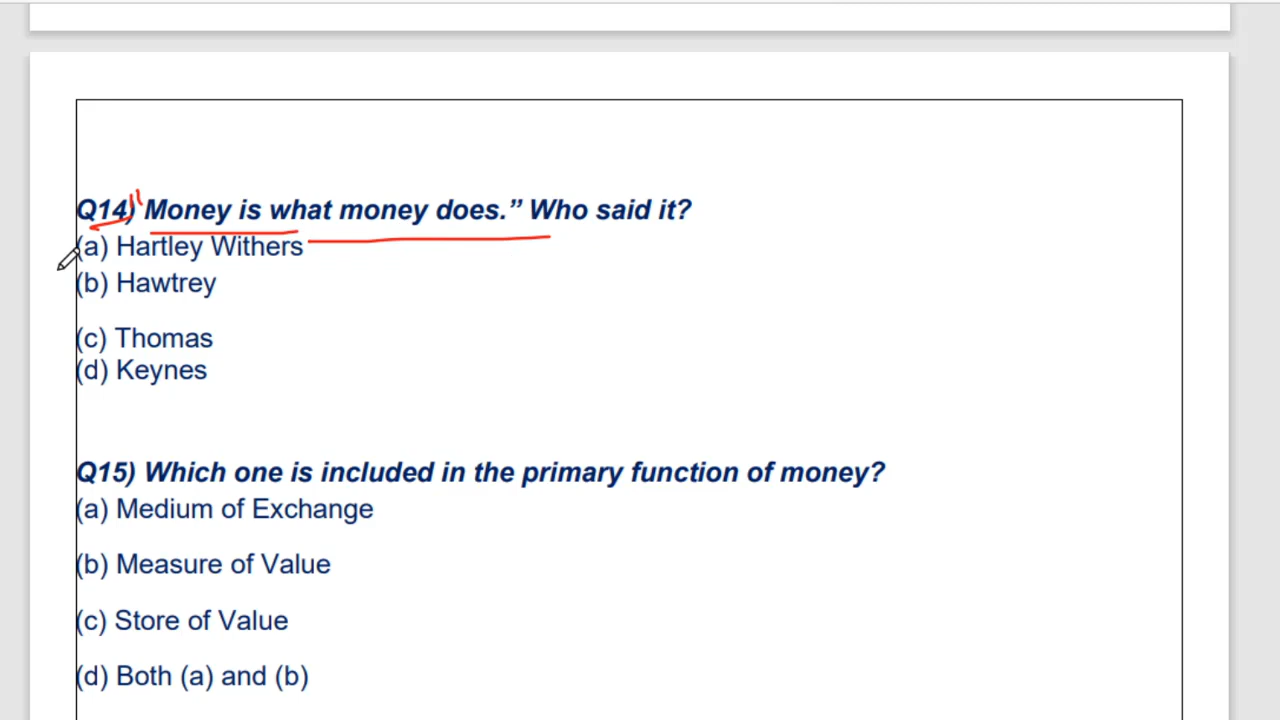 Q14) "Money is what money does.” Who said it?
(a) Hartley Withers
(b) Hawtrey
(c) Thomas
(d) Keynes
Q15) Which one is included in the primary function of money?
(a) Medium of Exchange
(b) Measure of Value
(c) Store of Value
(d) Both (a) and (b)